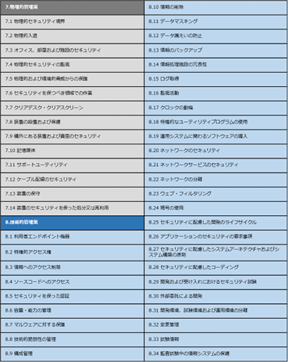 7.物理的管理策
7.1 物理的セキュリティ境界
7.2 物理的入退
7.3 オフィス、部屋および施設のセキュリティ
7.4 物理的セキュリティの監視
7.5 物理的および環境的脅威からの保護
7.6 セキュリティを保つべき領域での作業
7.7 クリアデスク・クリアスクリーン
7.8 装置の設置および保護
7.9 構外にある装置および資産のセキュリティ
7.10 記憶媒体
7.11 サポートユーティリティ
7.12 ケーブル配線のセキュリティ
7.13 装置の保守
7.14 装置のセキュリティを保った処分又は再利用
8.技術的管理策
8.1 利用者エンドポイント機器
8.2 特権的アクセス権
8.3 情報へのアクセス制限
8.4 ソースコードへのアクセス
8.5 セキュリティを保った認証
8.6 容量・能力の管理
8.7 マルウェアに対する保護
8.8 技術的脆弱性の管理
8.9 構成管理
8.10 情報の削除
8.11 データマスキング
8.12 データ漏えいの防止
8.13 情報のバックアップ
8.14 情報処理施設の冗長性
8.15 ログ取得
8.16 監視活動
8.17 クロックの同期
8.18 特権的なユーティリティプログラムの使用
8.19 運用システムに関わるソフトウェアの導入
8.20 ネットワークのセキュリティ
8.21 ネットワークサービスのセキュリティ
8.22 ネットワークの分離
8.23 ウェブ・フィルタリング
8.24 暗号の使用
8.25 セキュリティに配慮した開発のライフサイクル
8.26 アプリケーションのセキュリティの要求事項
8.27 セキュリティに配慮したシステムアーキテクチャおよびシ
ステム構築の原則
8.28 セキュリティに配慮したコーディング
8.29 開発および受け入れにおけるセキュリティ試験
8.30 外部委託による開発
8.31 開発環境、試験環境および運用環境の分離
8.32 変更管理
8.33 試験情報
8.34 監査試験中の情報システムの保護